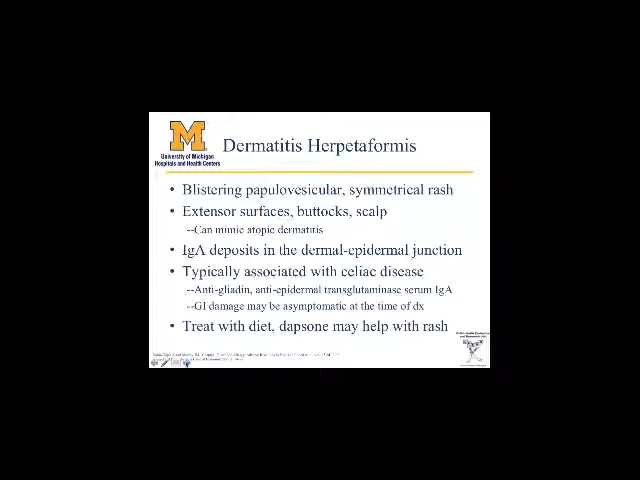 M
University of Michigan
Hospitals and Health Centers
Dermatitis Herpetaformis
• Blistering papulovesicular, symmetrical rash
• Extensor surfaces, buttocks, scalp
--Can mimic atopic dermatitis
• IgA deposits in the dermal-epidermal junction
• Typically associated with celiac disease
--Anti-gliadin, anti-epidermal transglutaminase serum IgA
--GI damage may be asymptomatic at the time of dx
• Treat with diet, dapsone may help with rash